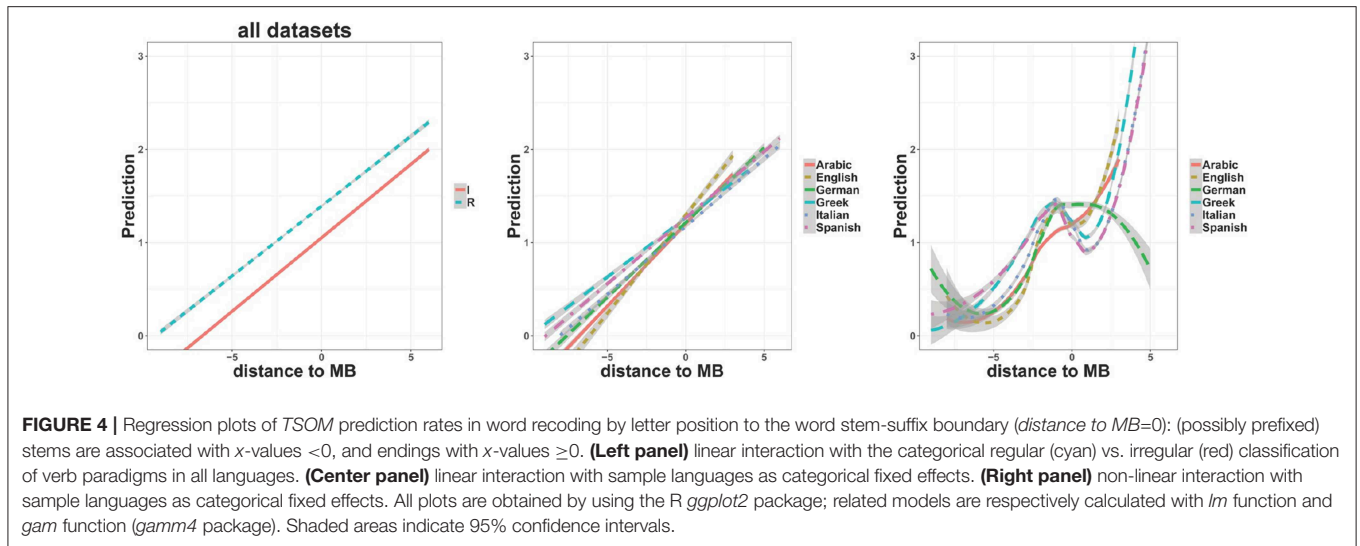 all datasets
3
2
1
0
Prediction
-5
0
5
distance to MB
I
R
3
2
1
0
Prediction
-5
0
5
distance to MB
Arabic
English
German
Greek
Italian
Spanish
3
2
1
0
Prediction
-5
0
5
distance to MB
Arabic
English
German
Greek
Italian
Spanish
FIGURE 4 | Regression plots of TSOM prediction rates in word recoding by letter position to the word stem-suffix boundary (distance to MB=0): (possibly prefixed)
stems are associated with x-values <0, and endings with x-values ≥0. (Left panel) linear interaction with the categorical regular (cyan) vs. irregular (red) classification
of verb paradigms in all languages. (Center panel) linear interaction with sample languages as categorical fixed effects. (Right panel) non-linear interaction with
sample languages as categorical fixed effects. All plots are obtained by using the R ggplot2 package; related models are respectively calculated with lm function and
gam function (gamm4 package). Shaded areas indicate 95% confidence intervals.